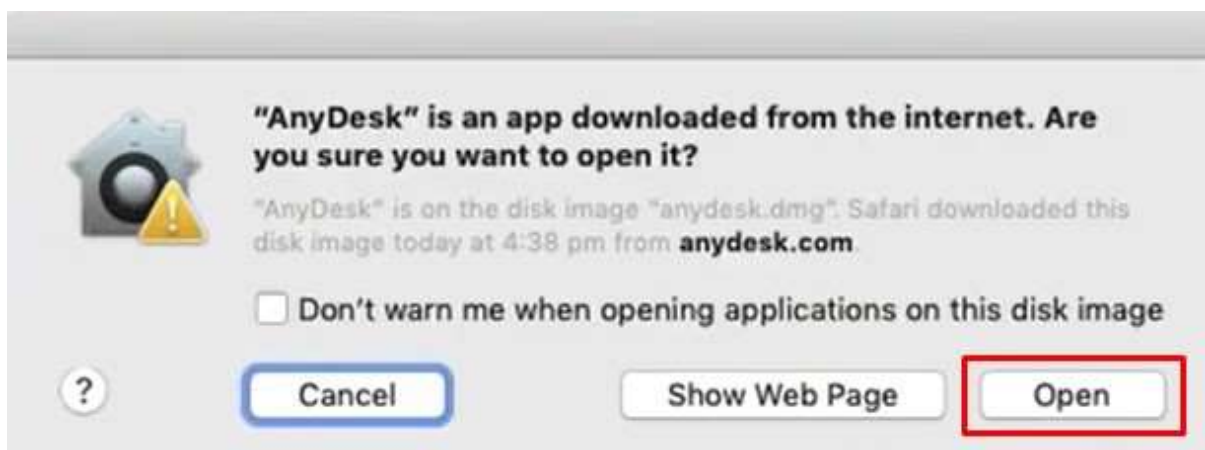 "AnyDesk" is an app downloaded from the internet. Are
you sure you want to open it?
"AnyDesk" is on the disk image "anydesk.dmg". Safari downloaded this
disk image today at 4:38 pm from anydesk.com.
Don't warn me when opening applications on this disk image
?
Cancel
Show Web Page
Open